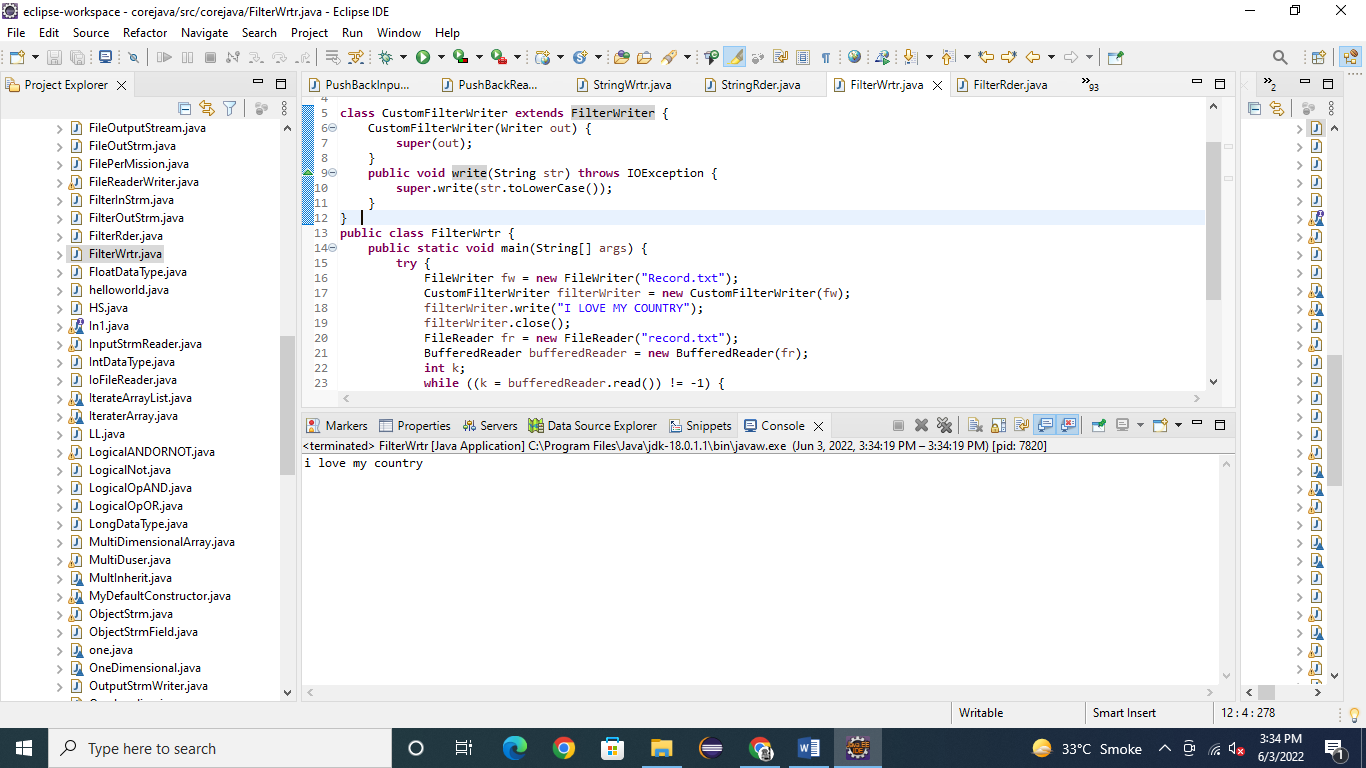 eclipse-workspace - corejava/src/corejava/FilterWrtr.java - Eclipse IDE
File Edit Source Refactor Navigate Search Project Run Window Help
Project Explorer
PushBackInpu...
PushBackRea...
StringWrtr.java
StringRder.java
FilterWrtr.java
FilterRder.java
93
2
FileOutputStream.java
FileOutStrm.java
FilePerMission.java
FileReaderWriter.java
FilterInStrm.java
FilterOutStrm.java
FilterRder.java
FilterWrtr.java
FloatDataType.java
helloworld.java
HS.java
In1.java
InputStrmReader.java
IntDataType.java
IoFileReader.java
IterateArrayList.java
IteraterArray.java
LL.java
LogicalANDORNOT.java
LogicalNot.java
LogicalOpAND.java
LogicalOpOR.java
LongDataType.java
MultiDimensionalArray.java
MultiDuser.java
MultInherit.java
MyDefaultConstructor.java
ObjectStrm.java
ObjectStrmField.java
one.java
OneDimensional.java
OutputStrmWriter.java
4
5 class CustomFilterWriter extends FilterWriter {
6 CustomFilterWriter(Writer out) {
7 super(out);
8 }
9 public void write(String str) throws IOException {
10 super.write(str.toLowerCase());
11 }
12 }
13 public class FilterWrtr {
14 public static void main(String[] args) {
15 try {
16 FileWriter fw = new FileWriter("Record.txt");
17 CustomFilterWriter filterWriter = new CustomFilterWriter(fw);
18 filterWriter.write("I LOVE MY COUNTRY");
19 filterWriter.close();
20 FileReader fr = new FileReader("record.txt");
21 BufferedReader bufferedReader = new BufferedReader(fr);
22 int k;
23 while ((k = bufferedReader.read()) != -1) {
Markers Properties Servers Data Source Explorer Snippets Console
<terminated> FilterWrtr [Java Application] C:\Program Files\Java\jdk-18.0.1.1\bin\javaw.exe (Jun 3, 2022, 3:34:19 PM – 3:34:19 PM) [pid: 7820]
i love my country
Writable Smart Insert 12 : 4 : 278
Type here to search
33°C Smoke
3:34 PM
6/3/2022
1